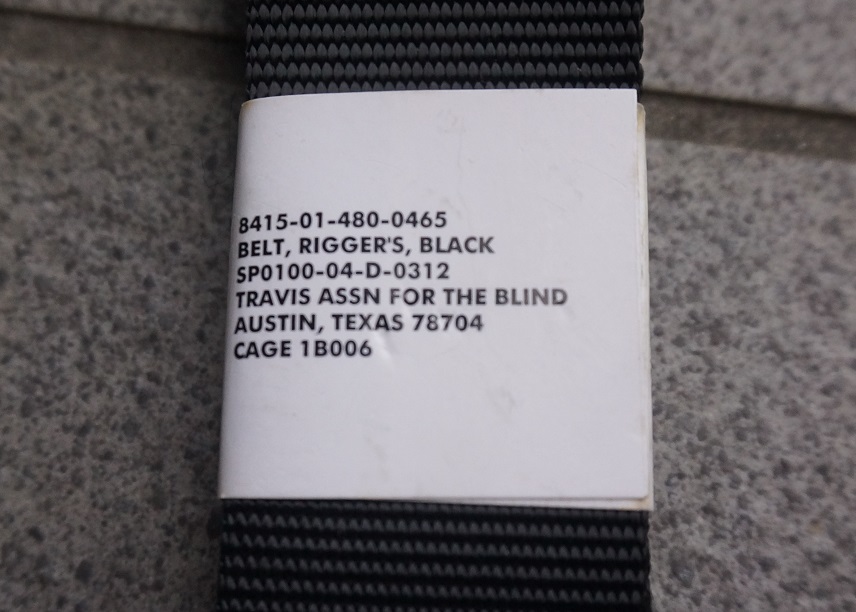 8415-01-480-0465
BELT, RIGGER'S, BLACK
SP0100-04-D-0312
TRAVIS ASSN FOR THE BLIND
AUSTIN, TEXAS 78704
CAGE 1B006